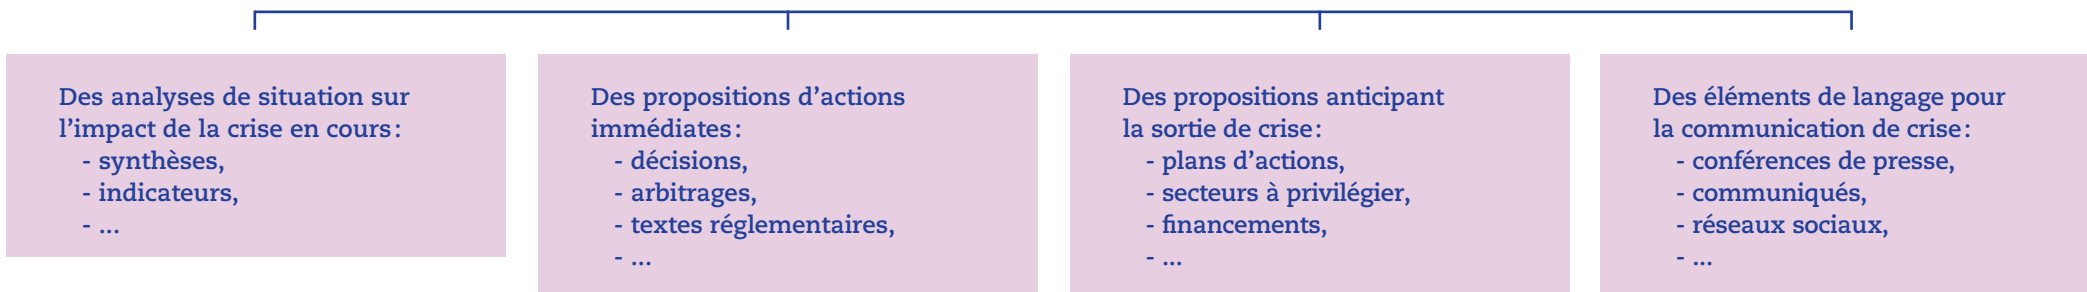 Des analyses de situation sur
l’impact de la crise en cours :
- synthèses,
- indicateurs,
- ...
Des propositions d’actions
immédiates :
- décisions,
- arbitrages,
- textes réglementaires,
- ...
Des propositions anticipant
la sortie de crise :
- plans d’actions,
- secteurs à privilégier,
- financements,
- ...
Des éléments de langage pour
la communication de crise :
- conférences de presse,
- communiqués,
- réseaux sociaux,
- ...